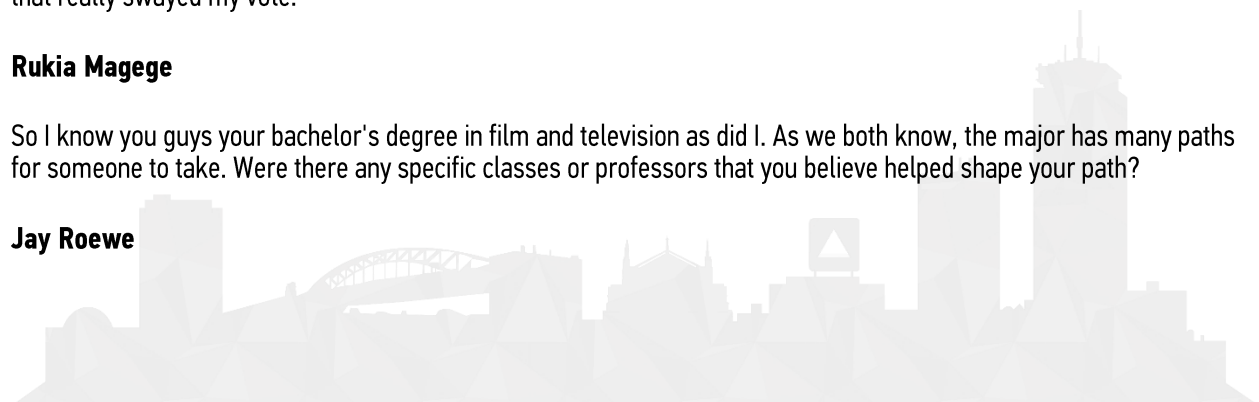 that really swayed my vote.
Rukia Magege
So I know you guys your bachelor's degree in film and television as did I. As we both know, the major has many paths
for someone to take. Were there any specific classes or professors that you believe helped shape your path?
Jay Roewe